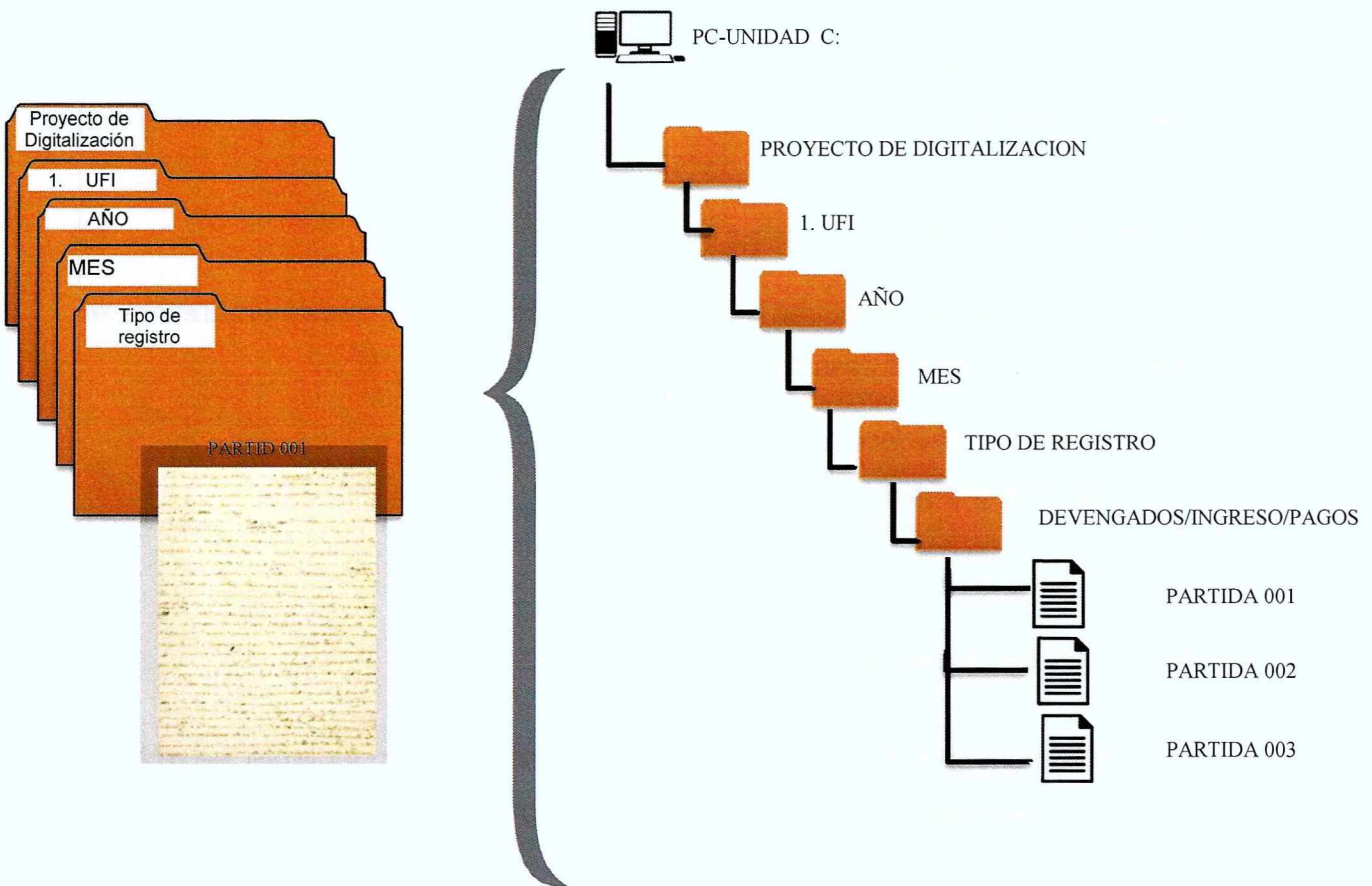 Proyecto de
Digitalización
1. UFI
AÑO
MES
Tipo de
registro
PARTID 001
PC-UNIDAD C:
PROYECTO DE DIGITALIZACION
1. UFI
AÑO
MES
TIPO DE REGISTRO
DEVENGADOS/INGRESO/PAGOS
PARTIDA 001
PARTIDA 002
PARTIDA 003